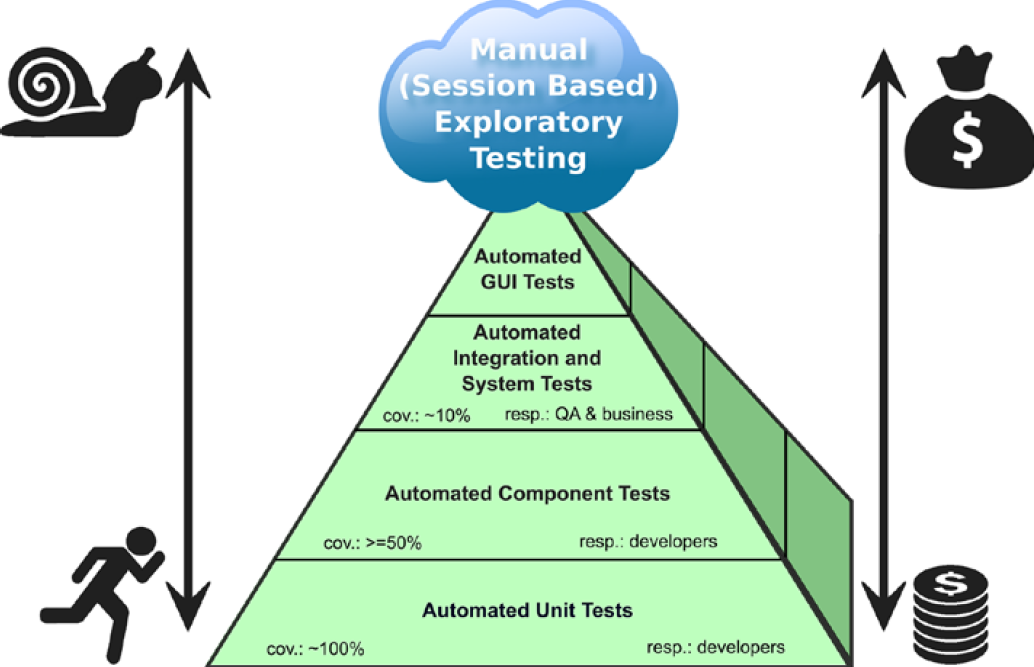 Manual
(Session Based)
Exploratory
Testing
$
Automated
GUI Tests
Automated
Integration and
System Tests
cov.: ~10% resp.: QA & business
Automated Component Tests
cov.: >=50% resp.: developers
$
Automated Unit Tests
cov.: ~100% resp.: developers